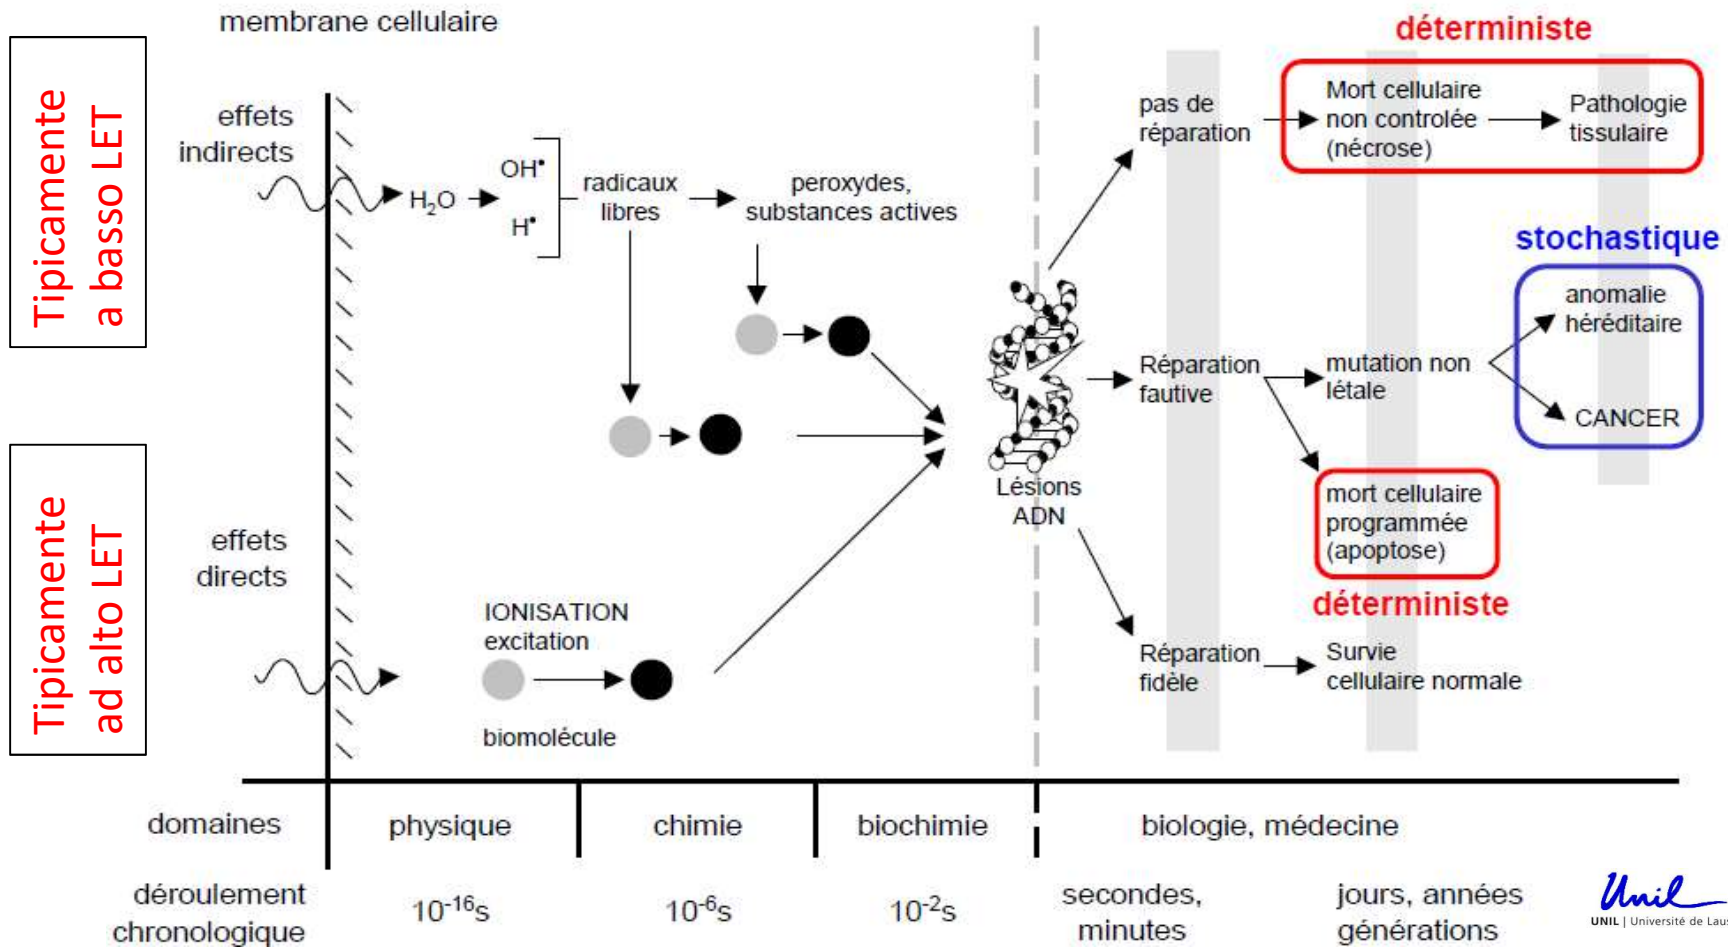 membrane cellulaire
Tipicamente
a basso LET
effets
indirects
H₂O
OH•
H•
radicaux
libres
peroxydes,
substances actives
déterministe
pas de
réparation
Mort cellulaire
non controlée
(nécrose)
Pathologie
tissulaire
stochastique
anomalie
héréditaire
CANCER
Réparation
fautive
mutation non
létale
mort cellulaire
programmée
(apoptose)
déterministe
Lésions
ADN
Réparation
fidèle
Survie
cellulaire normale
Tipicamente
ad alto LET
effets
directs
IONISATION
excitation
biomolécule
domaines
physique
chimie
biochimie
biologie, médecine
déroulement
chronologique
10⁻¹⁶s
10⁻⁶s
10⁻²s
secondes,
minutes
jours, années
générations
Unil
UNIL | Université de Laus